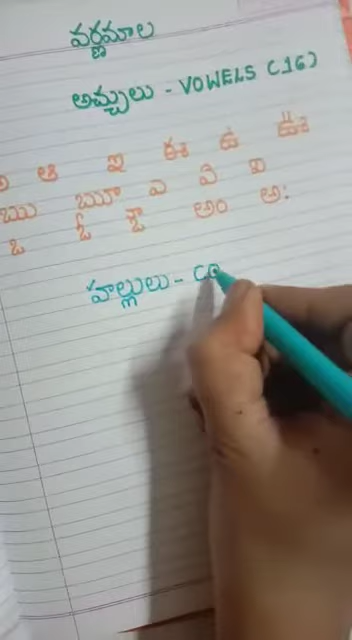 వర్ణమాల
అచ్చులు - VOWELS (16)
అ ఆ ఇ ఈ ఉ ఊ
ఋ ౠ ఎ ఏ ఐ
ఒ ఓ ఔ అం అః
హల్లులు - CO